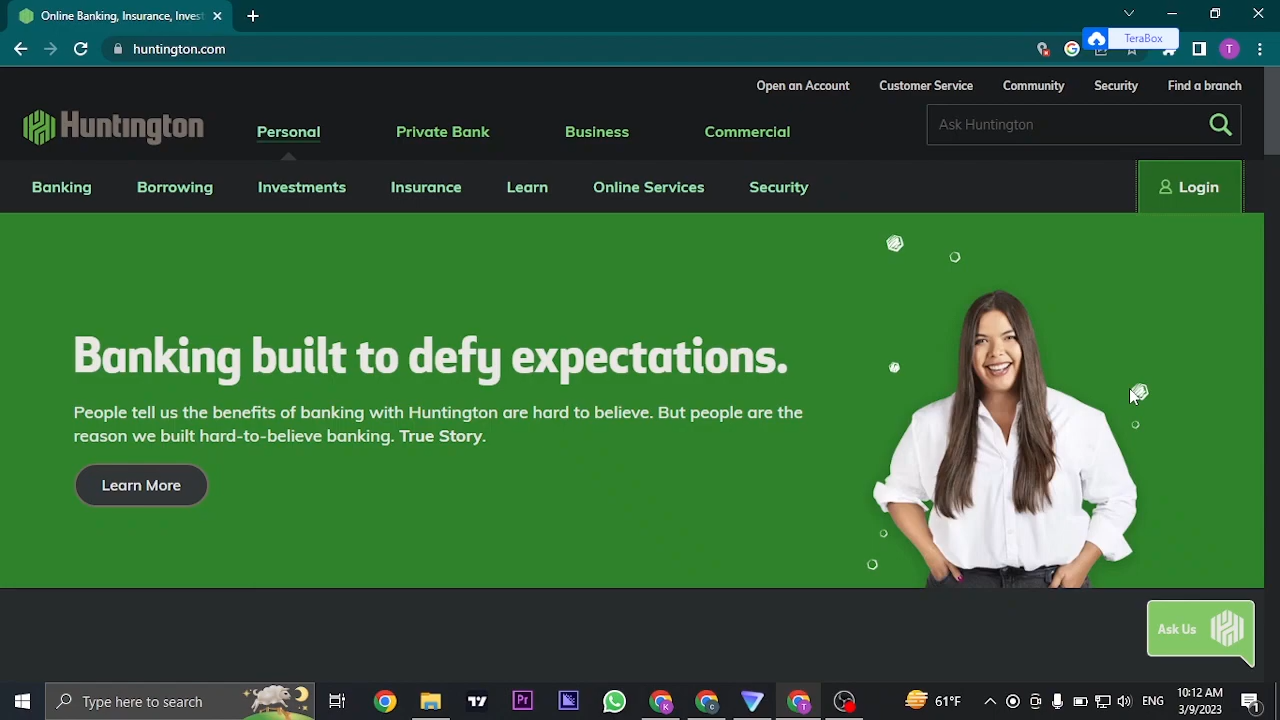 Online Banking, Insurance, Invest
huntington.com
TeraBox
T
Open an Account
Customer Service
Community
Security
Find a branch
Huntington
Personal
Private Bank
Business
Commercial
Ask Huntington
Banking
Borrowing
Investments
Insurance
Learn
Online Services
Security
Login
Banking built to defy expectations.
People tell us the benefits of banking with Huntington are hard to believe. But people are the
reason we built hard-to-believe banking. True Story.
Learn More
Ask Us
Type here to search
Pr
K
C
T
61°F
ENG
10:12 AM
3/9/2023
1